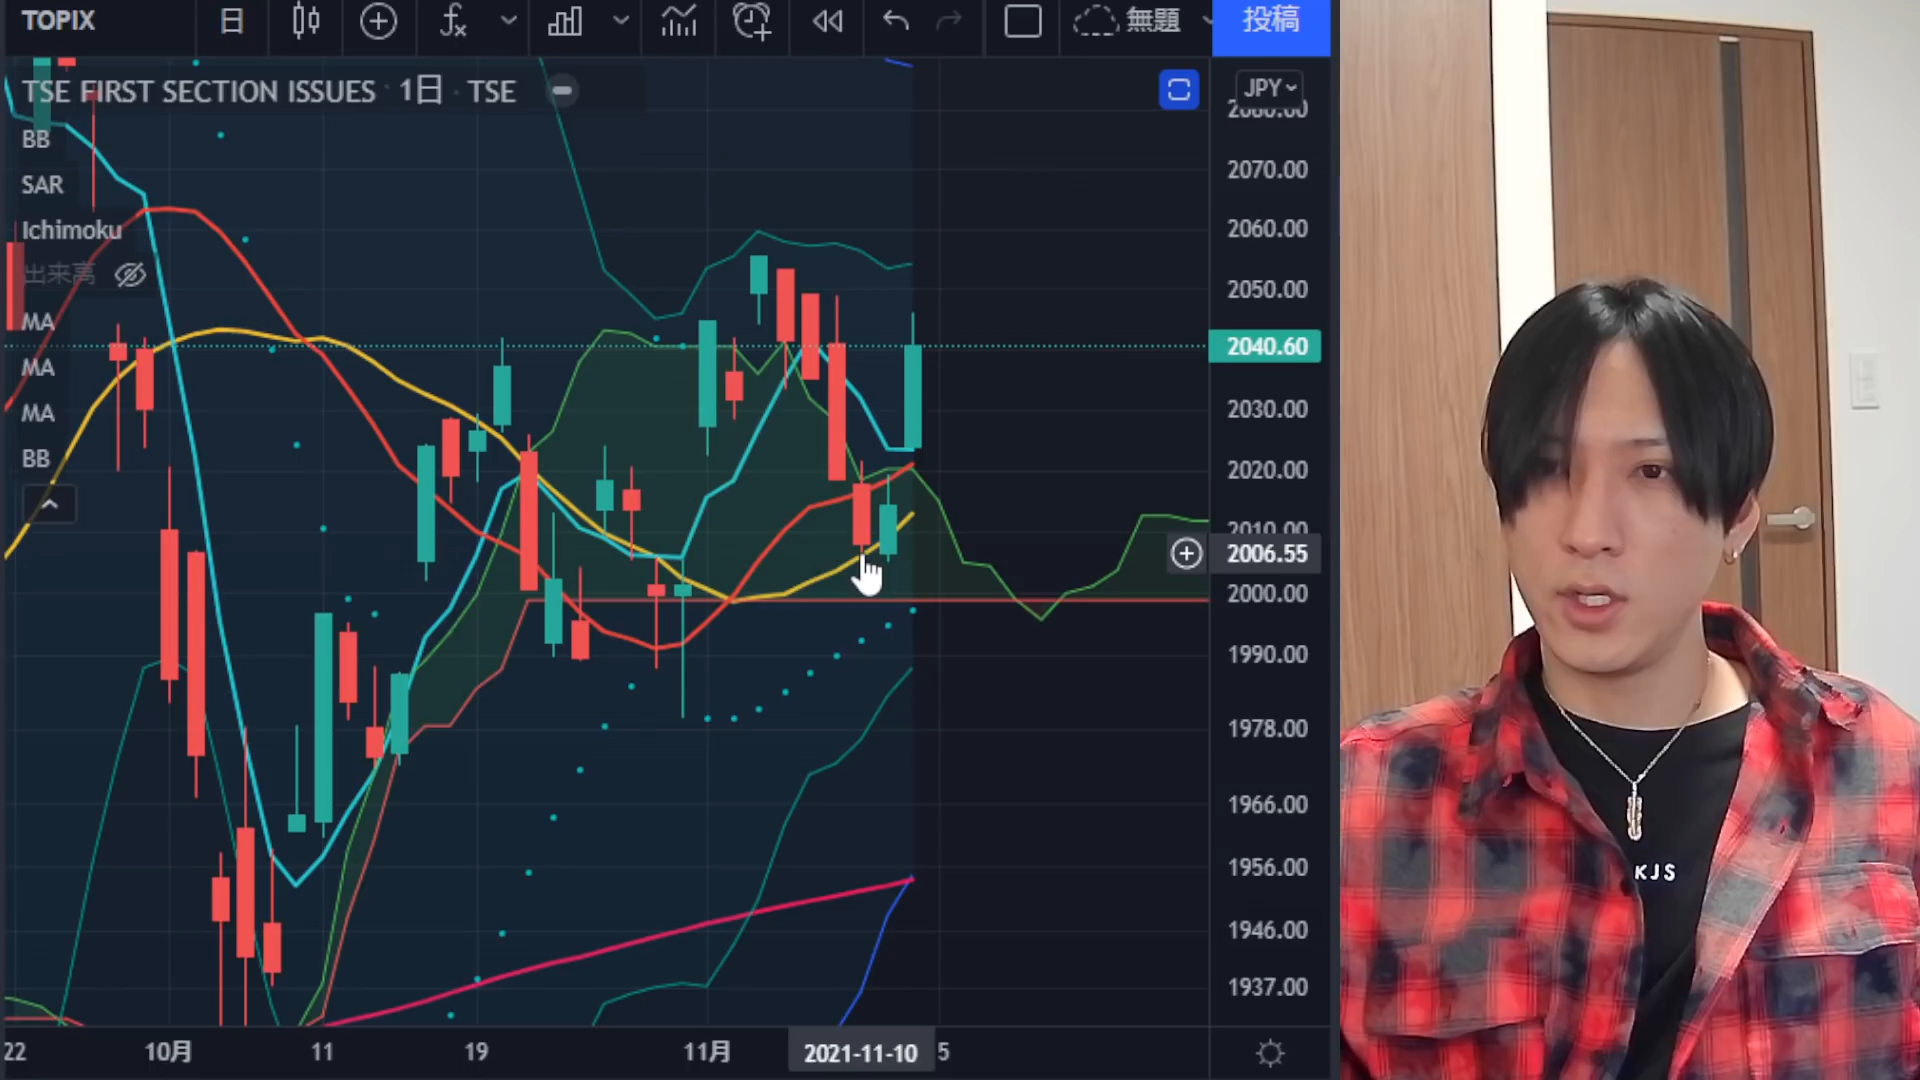 TOPIX
日
無題
投稿
TSE FIRST SECTION ISSUES · 1日 · TSE
JPY
BB
SAR
Ichimoku
出来高
MA
MA
MA
BB
2080.00
2070.00
2060.00
2050.00
2040.60
2030.00
2020.00
2010.00
2006.55
2000.00
1990.00
1978.00
1966.00
1956.00
1946.00
1937.00
22
10月
11
19
11月
2021-11-10
5
KJS